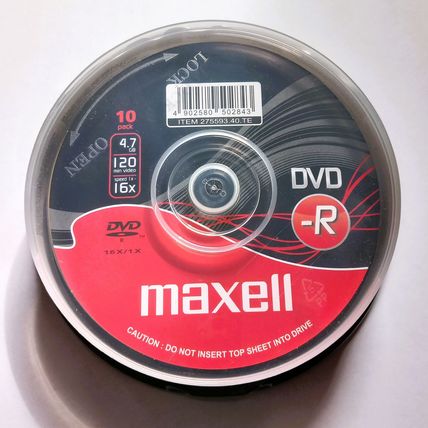 LOCK
OPEN
4 902580 502843
ITEM 275593.40.TE
10
pack
4.7
GB
120
min video
speed 1x -
16x
DVD
-R
DVD
R
16X/1X
maxell
CAUTION : DO NOT INSERT TOP SHEET INTO DRIVE